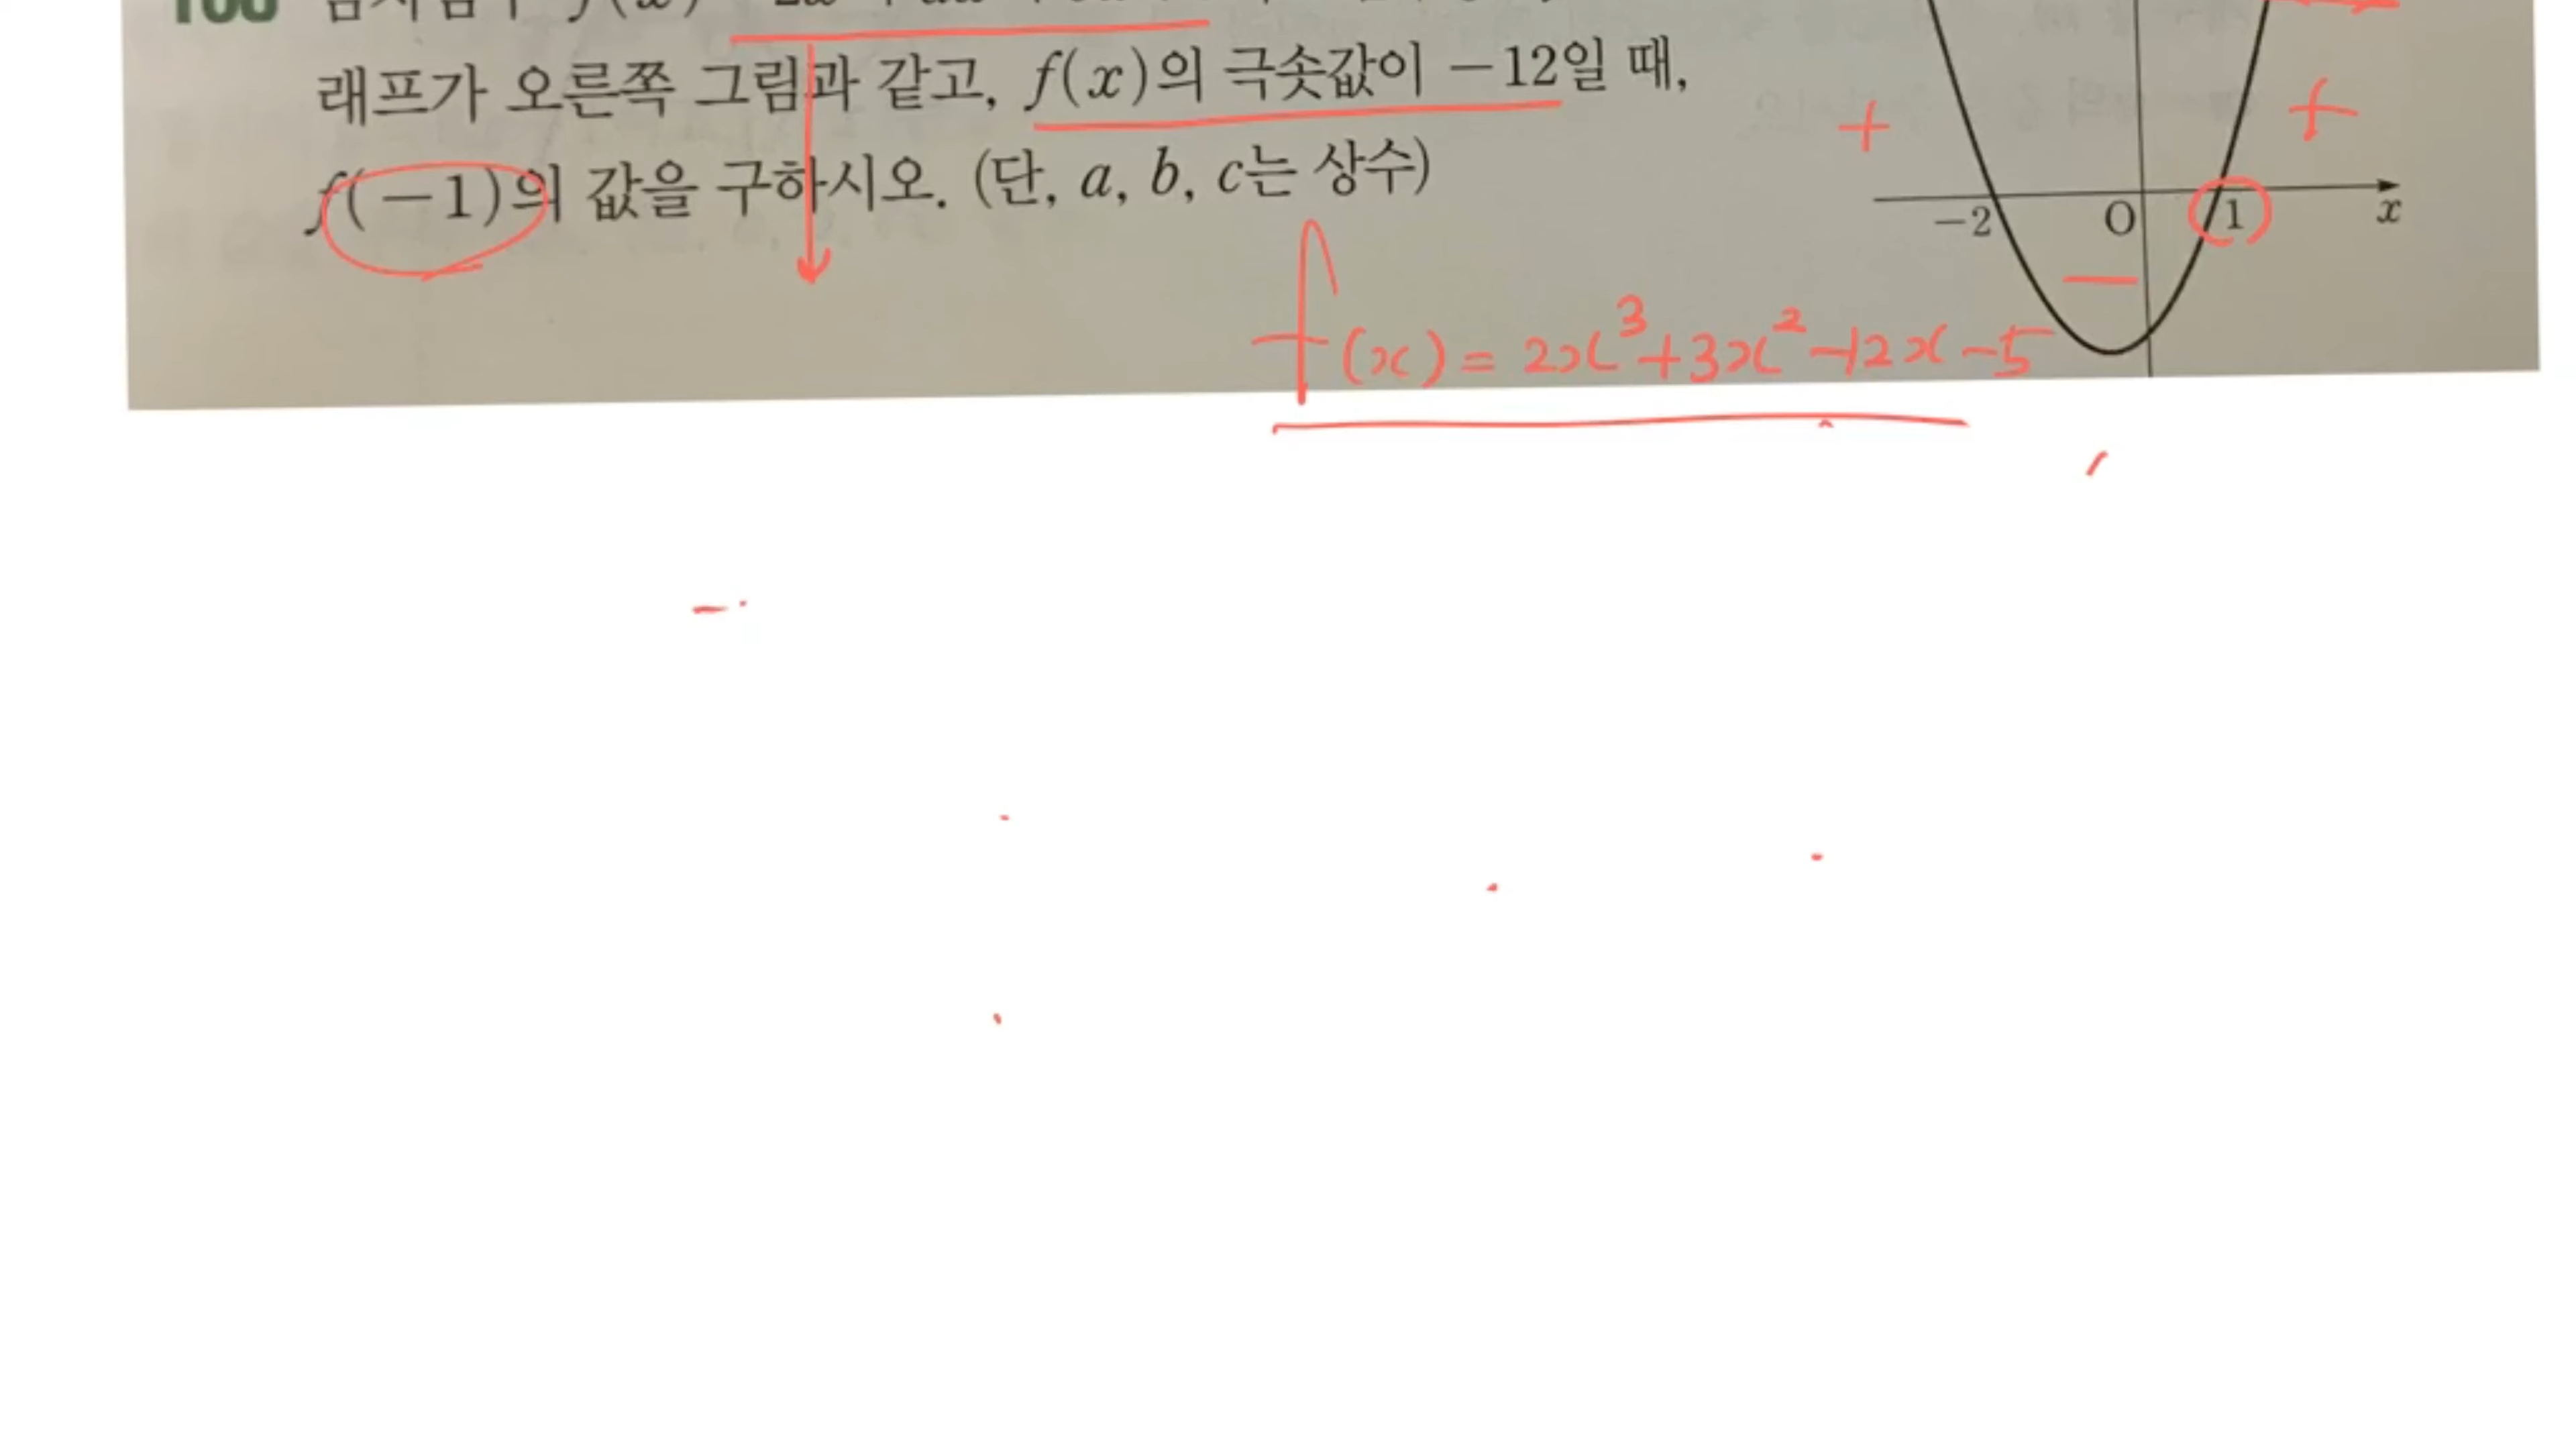 래프가 오른쪽 그림과 같고, f(x)의 극솟값이 −12일 때,
f(−1)의 값을 구하시오. (단, a, b, c는 상수)
+
+
−2
O
1
x
−
f(x) = 2x³+3x²−12x−5